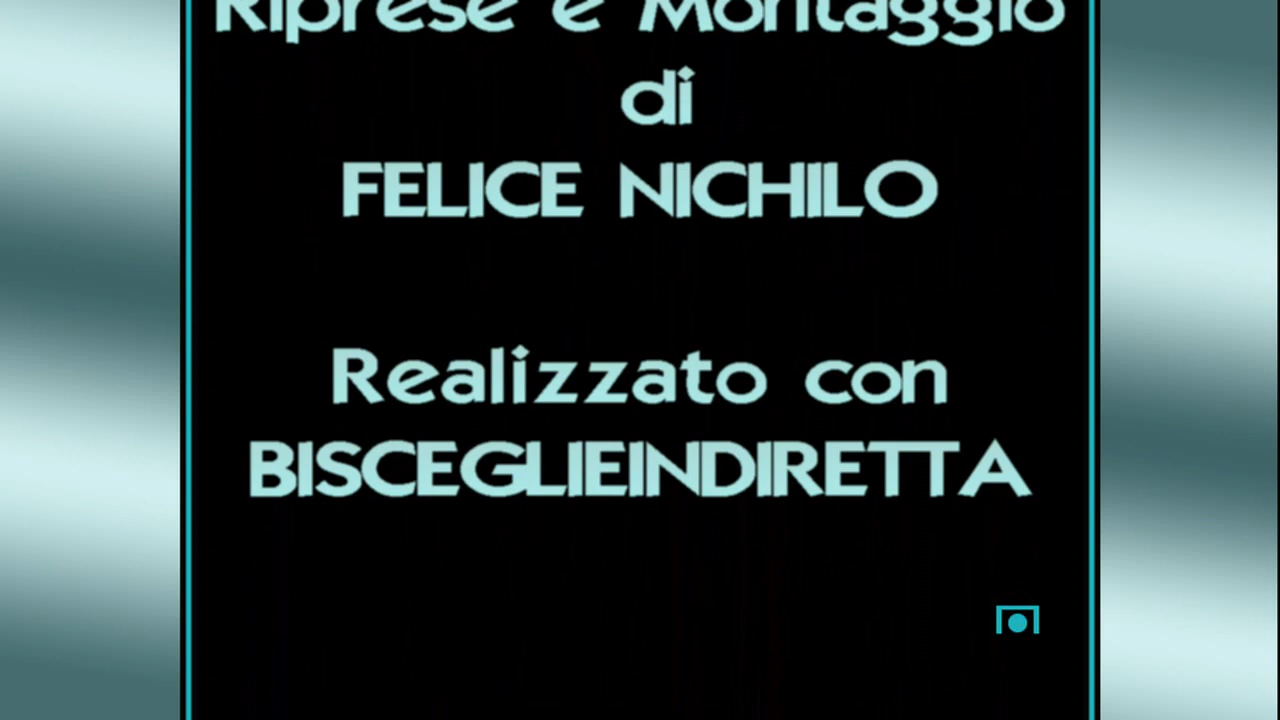 Riprese e Montaggio
di
FELICE NICHILO
Realizzato con
BISCEGLIEINDIRETTA